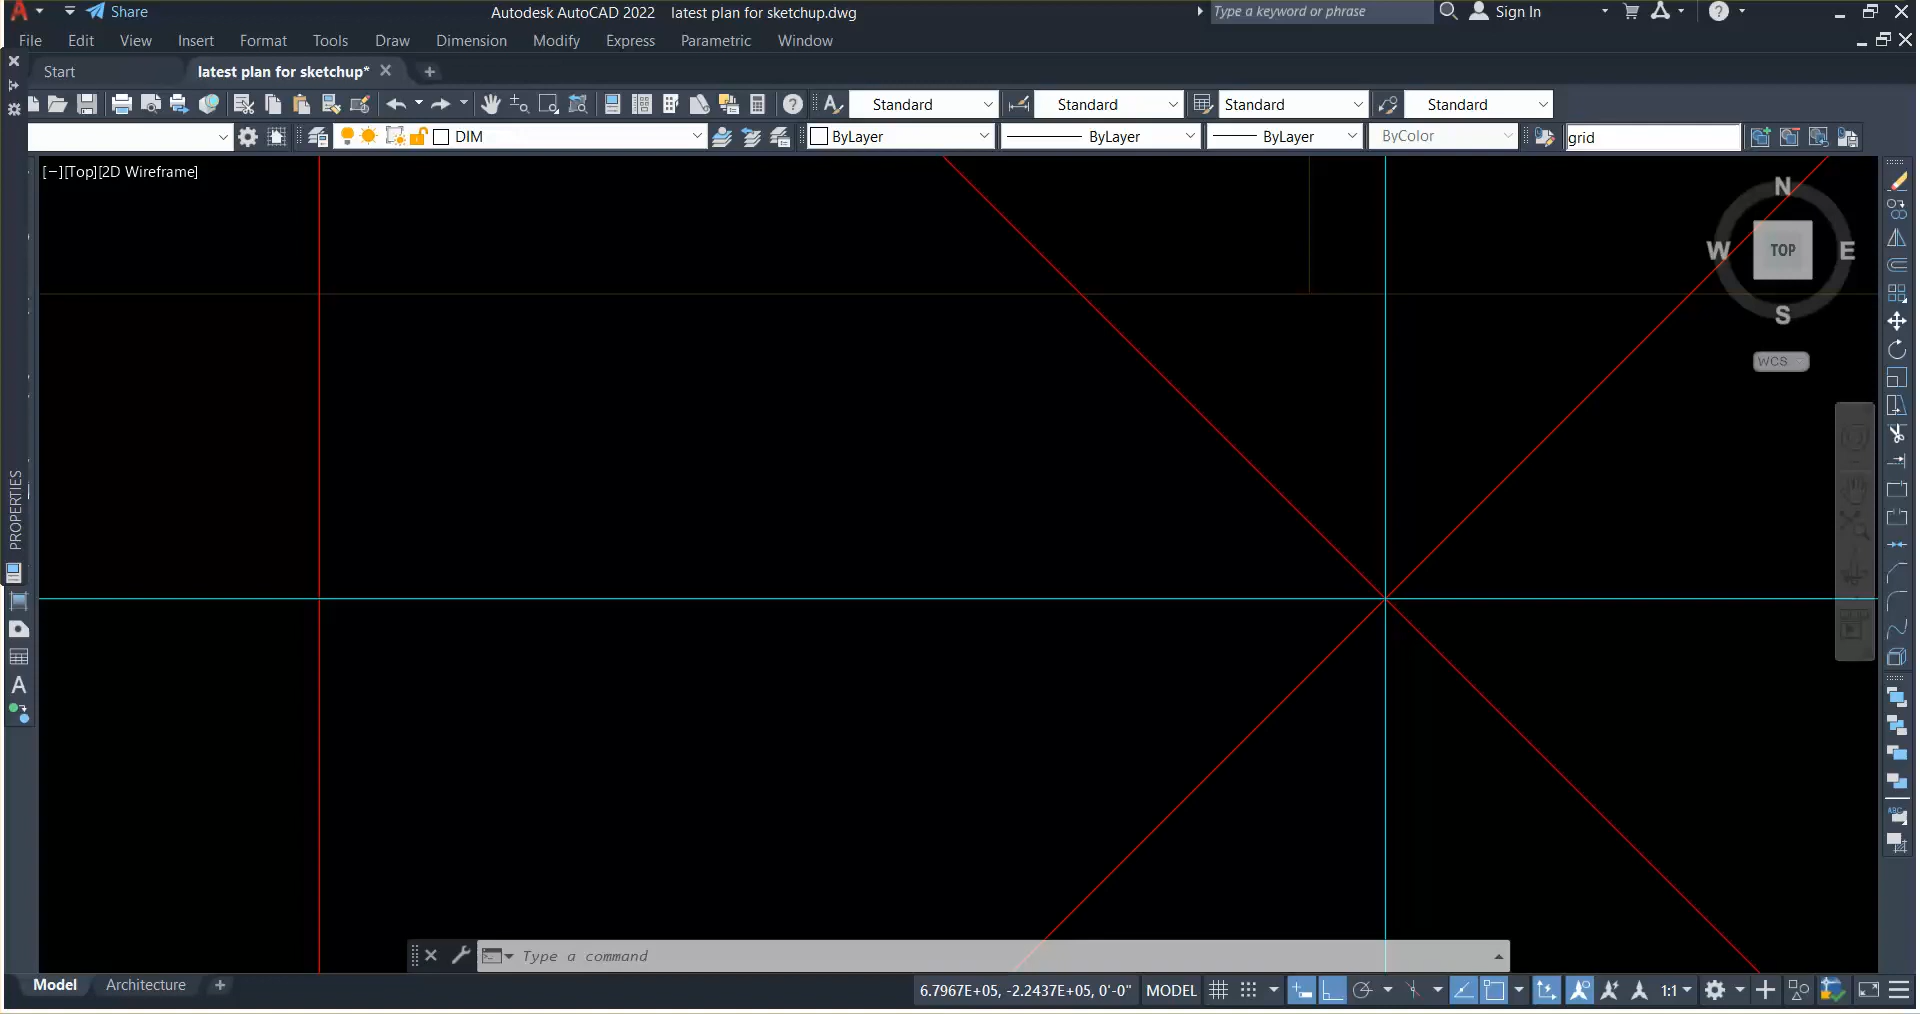 Share
Autodesk AutoCAD 2022 latest plan for sketchup.dwg
Type a keyword or phrase
Sign In
File Edit View Insert Format Tools Draw Dimension Modify Express Parametric Window
Start
latest plan for sketchup*
Standard Standard Standard Standard
DIM ByLayer ByLayer ByLayer ByColor grid
[−][Top][2D Wireframe]
N
W TOP E
S
WCS
PROPERTIES
A
ABC
Type a command
Model Architecture
6.7967E+05, -2.2437E+05, 0'-0" MODEL 1:1